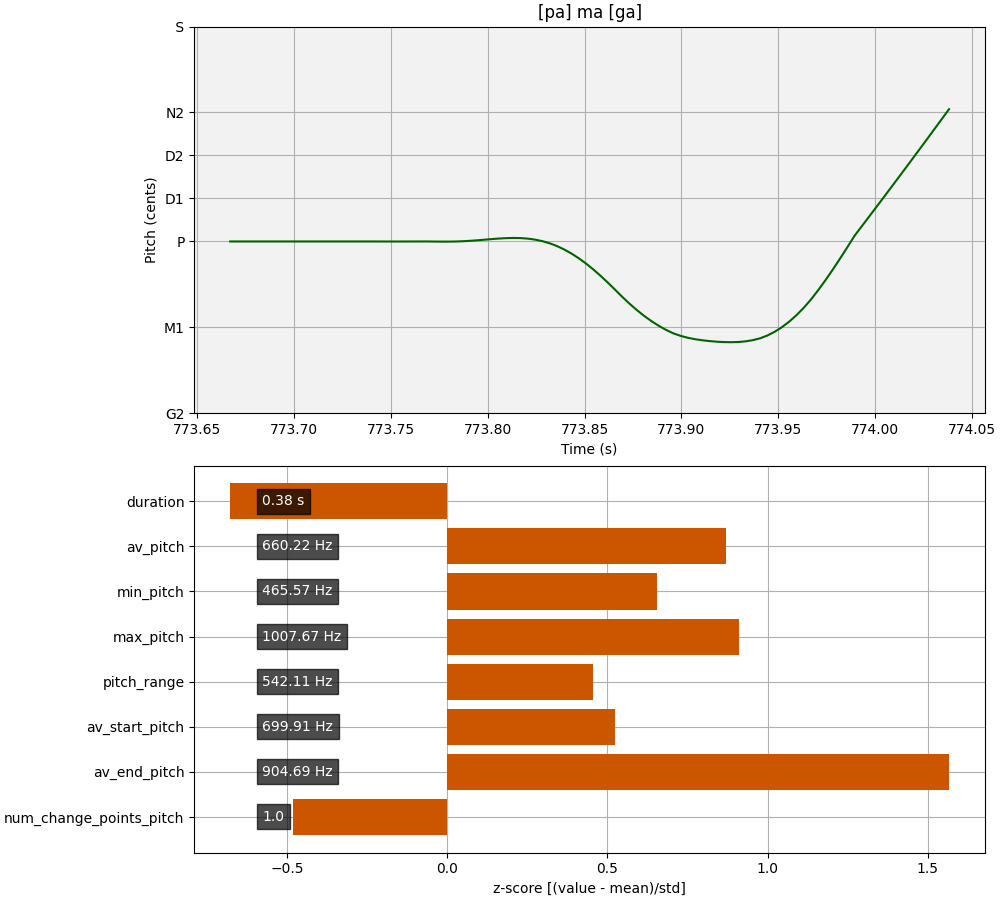 [pa] ma [ga]
S
N2
D2
D1
P
M1
G2
Pitch (cents)
773.65 773.70 773.75 773.80 773.85 773.90 773.95 774.00 774.05
Time (s)
duration 0.38 s
av_pitch 660.22 Hz
min_pitch 465.57 Hz
max_pitch 1007.67 Hz
pitch_range 542.11 Hz
av_start_pitch 699.91 Hz
av_end_pitch 904.69 Hz
num_change_points_pitch 1.0
−0.5 0.0 0.5 1.0 1.5
z-score [(value - mean)/std]